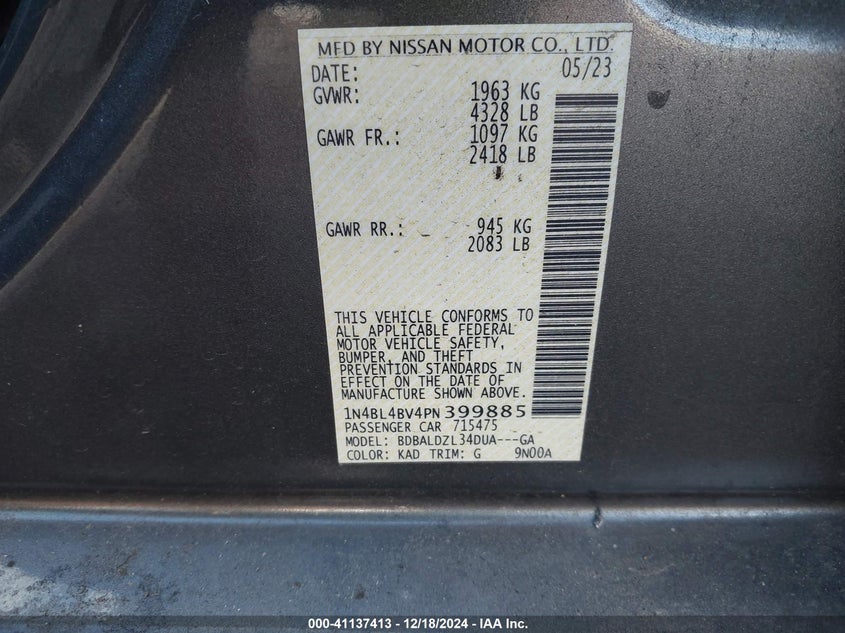 MFD BY NISSAN MOTOR CO., LTD.
DATE: 05/23
GVWR: 1963 KG
4328 LB
GAWR FR.: 1097 KG
2418 LB
GAWR RR.: 945 KG
2083 LB
THIS VEHICLE CONFORMS TO
ALL APPLICABLE FEDERAL
MOTOR VEHICLE SAFETY,
BUMPER, AND THEFT
PREVENTION STANDARDS IN
EFFECT ON THE DATE OF
MANUFACTURE SHOWN ABOVE.
1N4BL4BV4PN399885
PASSENGER CAR 715475
MODEL: BDBALDZL34DUA---GA
COLOR: KAD TRIM: G 9N00A
000-41137413 - 12/18/2024 - IAA Inc.